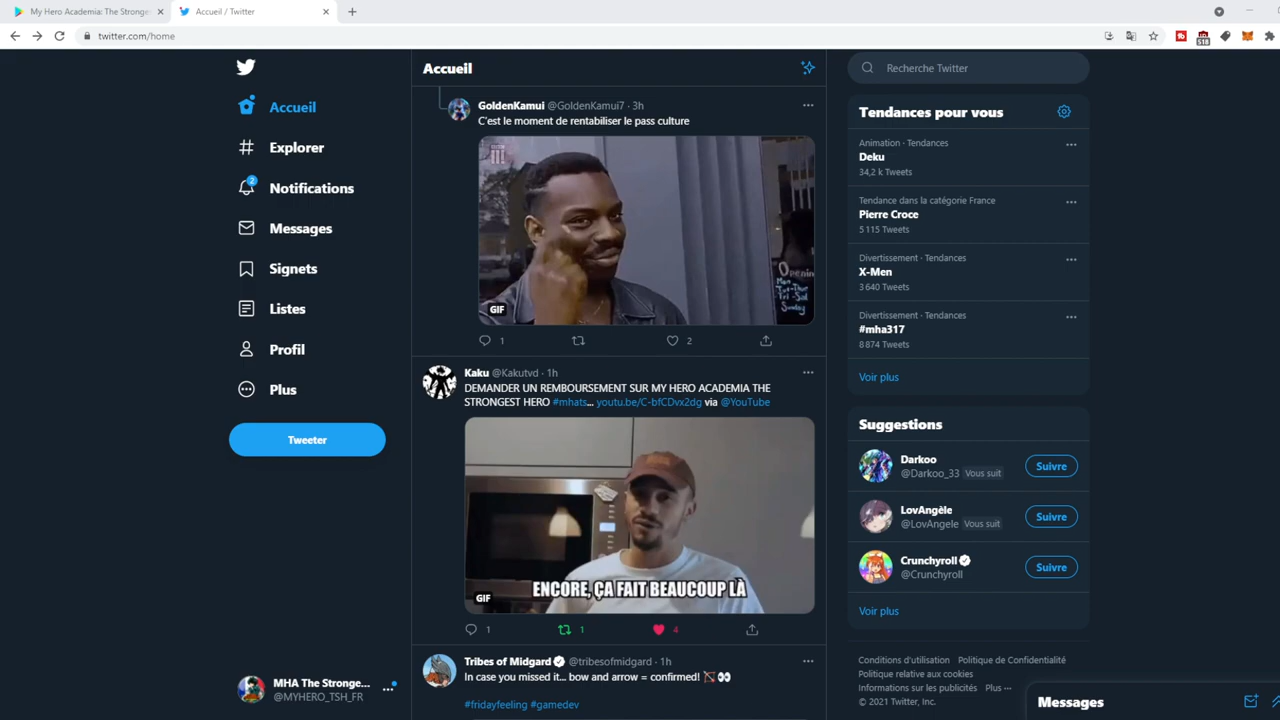 My Hero Academia: The Stronges
Accueil / Twitter
twitter.com/home
518
Accueil
Explorer
2
Notifications
Messages
Signets
Listes
Profil
Plus
Tweeter
MHA The Stronge...
@MYHERO_TSH_FR
Accueil
GoldenKamui @GoldenKamui7 · 3h
C'est le moment de rentabiliser le pass culture
GIF
1
2
Kaku @Kakutvd · 1h
DEMANDER UN REMBOURSEMENT SUR MY HERO ACADEMIA THE
STRONGEST HERO #mhats... youtu.be/C-bfCDvx2dg via @YouTube
ENCORE, ÇA FAIT BEAUCOUP LÀ
GIF
1
1
4
Tribes of Midgard @tribesofmidgard · 1h
In case you missed it... bow and arrow = confirmed! 🏹👀
#fridayfeeling #gamedev
Recherche Twitter
Tendances pour vous
Animation · Tendances
Deku
34,2 k Tweets
Tendance dans la catégorie France
Pierre Croce
5 115 Tweets
Divertissement · Tendances
X-Men
3 640 Tweets
Divertissement · Tendances
#mha317
8 874 Tweets
Voir plus
Suggestions
Darkoo
@Darkoo_33 Vous suit
Suivre
LovAngèle
@LovAngele Vous suit
Suivre
Crunchyroll
@Crunchyroll
Suivre
Voir plus
Conditions d'utilisation Politique de Confidentialité
Politique relative aux cookies
Informations sur les publicités Plus ···
© 2021 Twitter, Inc.
Messages